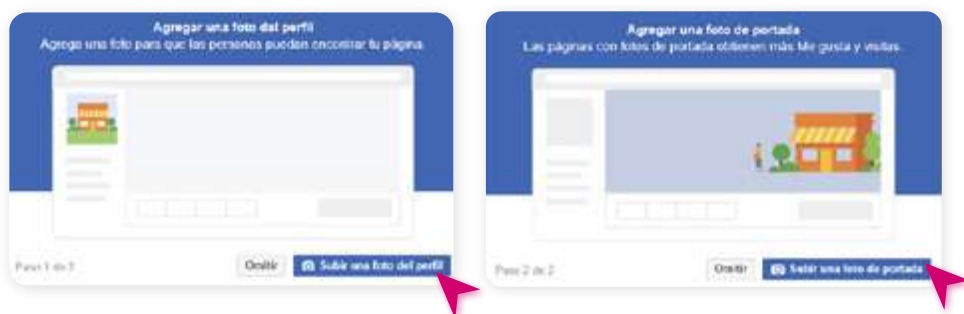 Agregar una foto del perfil
Agrega una foto para que las personas puedan encontrar tu página.
Paso 1 de 2
Omitir
Subir una foto del perfil
Agregar una foto de portada
Las páginas con fotos de portada obtienen más Me gusta y visitas.
Paso 2 de 2
Omitir
Subir una foto de portada